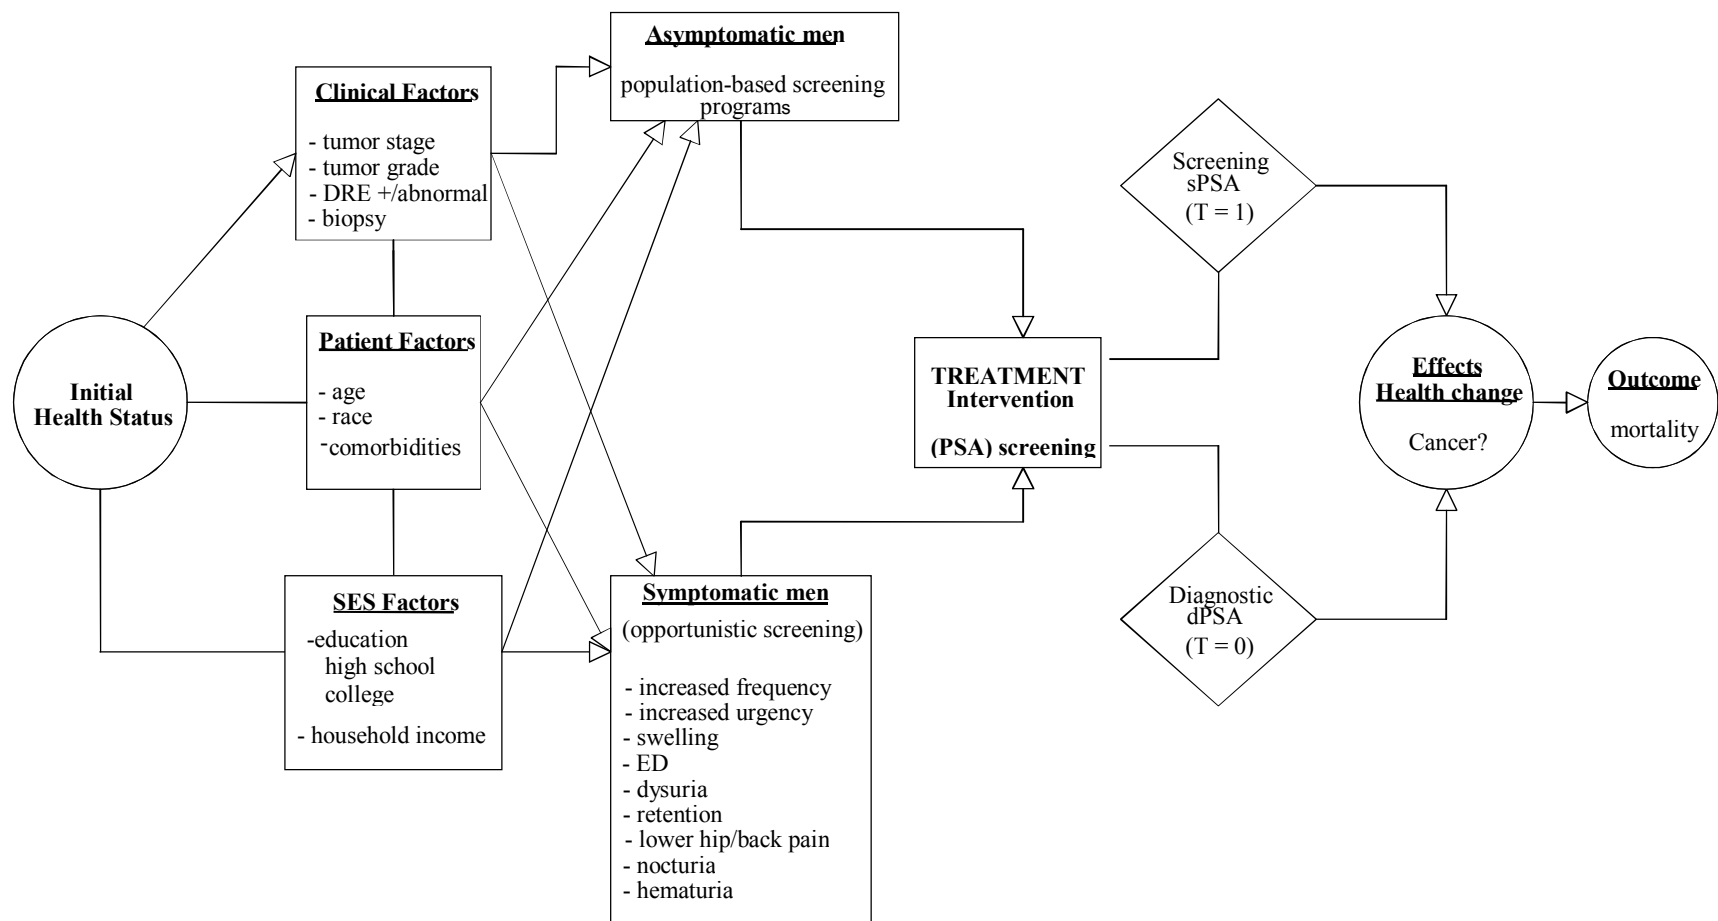 Asymptomatic men
population-based screening
programs
Clinical Factors
- tumor stage
- tumor grade
- DRE +/abnormal
- biopsy
Initial
Health Status
Patient Factors
- age
- race
-comorbidities
SES Factors
-education
high school
college
- household income
Symptomatic men
(opportunistic screening)
- increased frequency
- increased urgency
- swelling
- ED
- dysuria
- retention
- lower hip/back pain
- nocturia
- hematuria
TREATMENT
Intervention
(PSA) screening
Screening
sPSA
(T = 1)
Diagnostic
dPSA
(T = 0)
Effects
Health change
Cancer?
Outcome
mortality